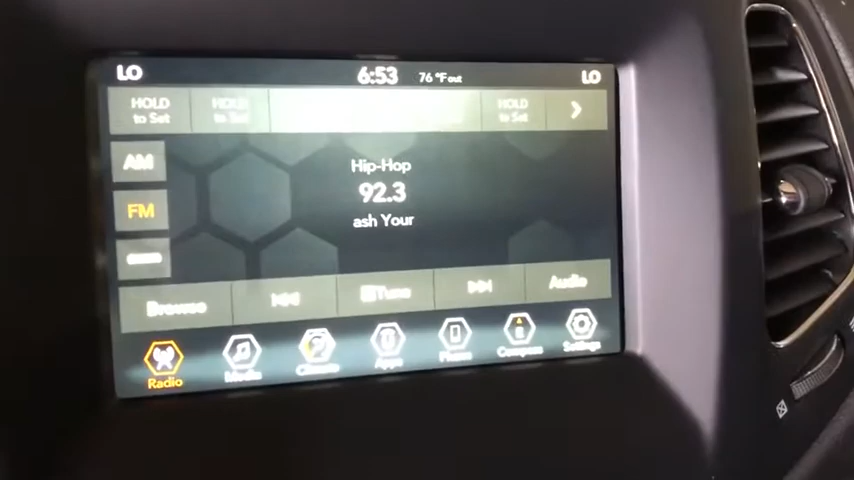 LO 6:53 76 °F out LO
HOLD to Set HOLD to Set HOLD to Set
AM
Hip-Hop
FM
92.3
ash Your
Browse Tune Audio
Radio Media Climate Apps Phone Compass Settings